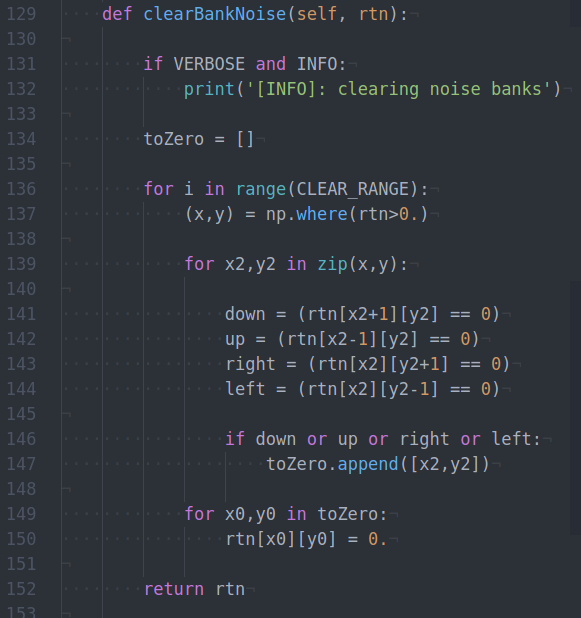 129 def clearBankNoise(self, rtn):
130
131 if VERBOSE and INFO:
132 print('[INFO]: clearing noise banks')
133
134 toZero = []
135
136 for i in range(CLEAR_RANGE):
137 (x,y) = np.where(rtn>0.)
138
139 for x2,y2 in zip(x,y):
140
141 down = (rtn[x2+1][y2] == 0)
142 up = (rtn[x2-1][y2] == 0)
143 right = (rtn[x2][y2+1] == 0)
144 left = (rtn[x2][y2-1] == 0)
145
146 if down or up or right or left:
147 toZero.append([x2,y2])
148
149 for x0,y0 in toZero:
150 rtn[x0][y0] = 0.
151
152 return rtn
153